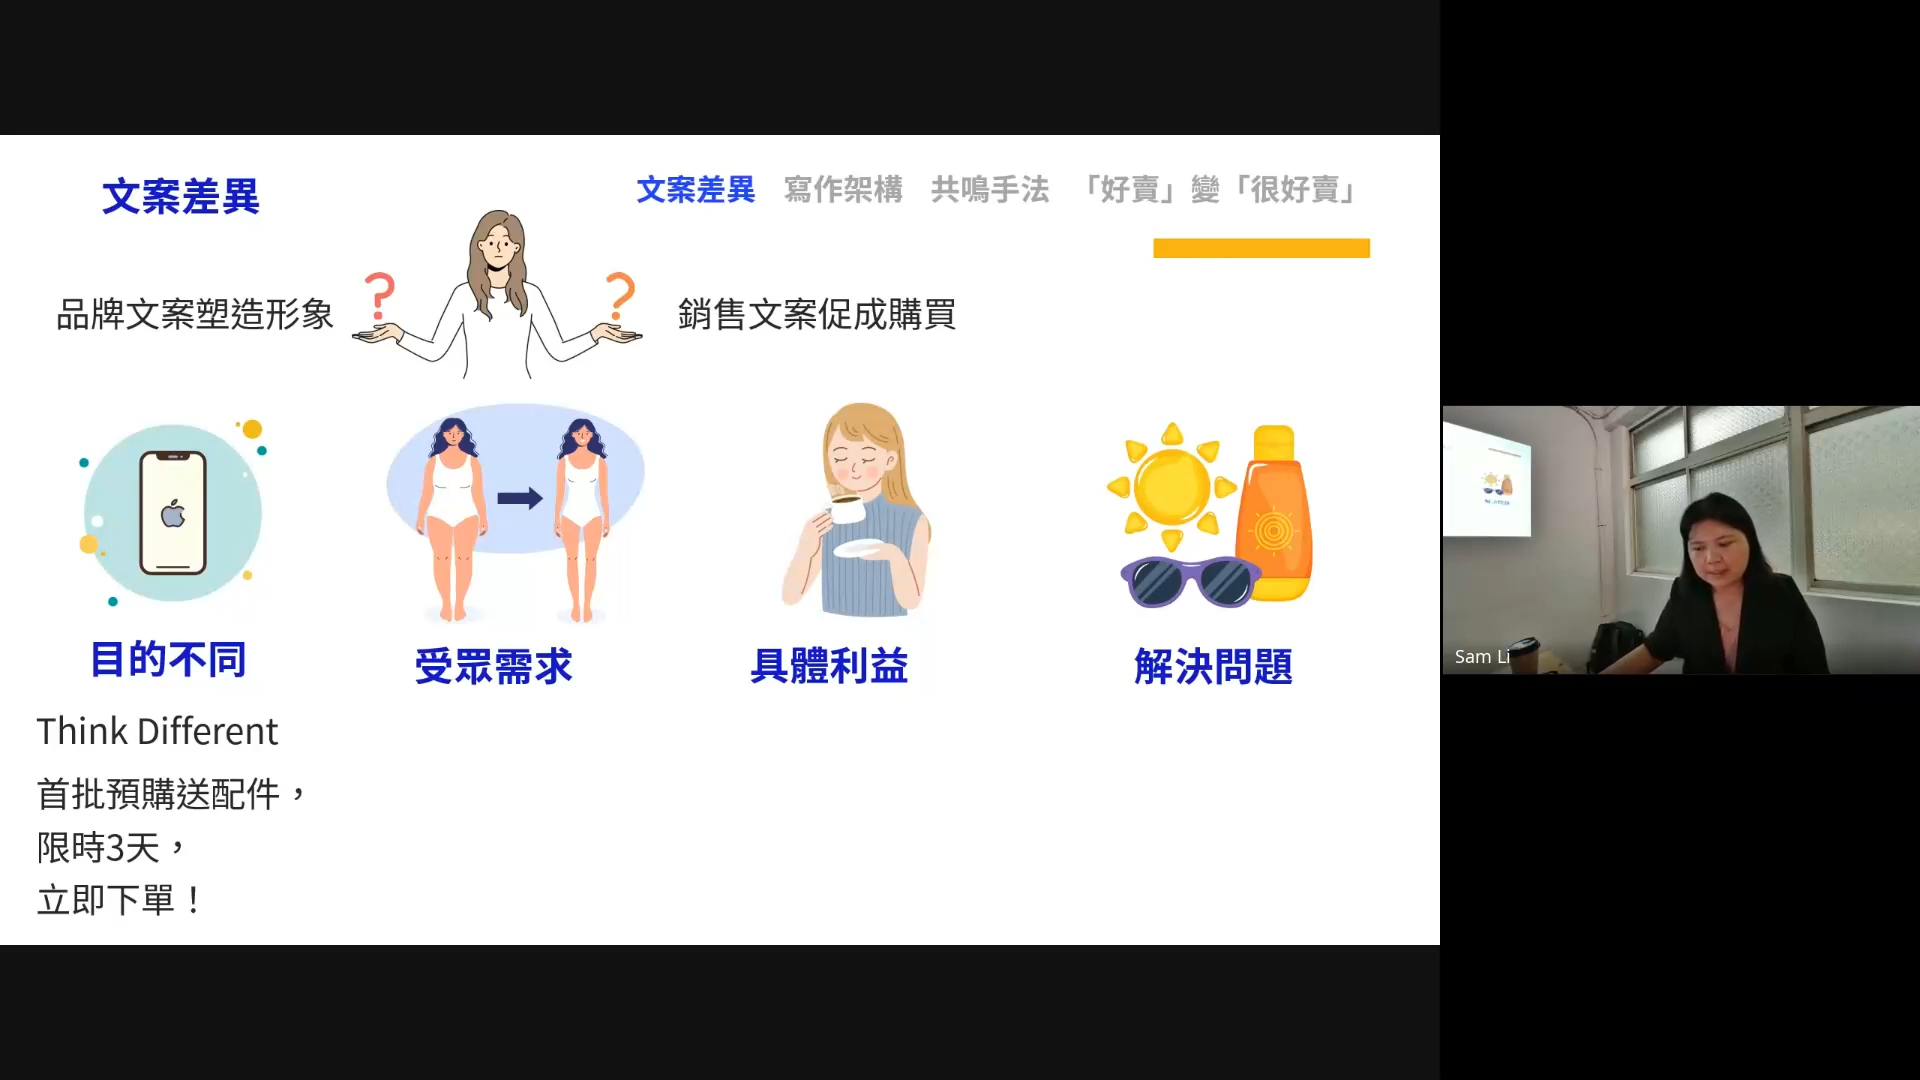 文案差異
文案差異 寫作架構 共鳴手法 「好賣」變「很好賣」
品牌文案塑造形象
銷售文案促成購買
目的不同
受眾需求
具體利益
解決問題
Think Different
首批預購送配件，
限時3天，
立即下單！
Sam Li